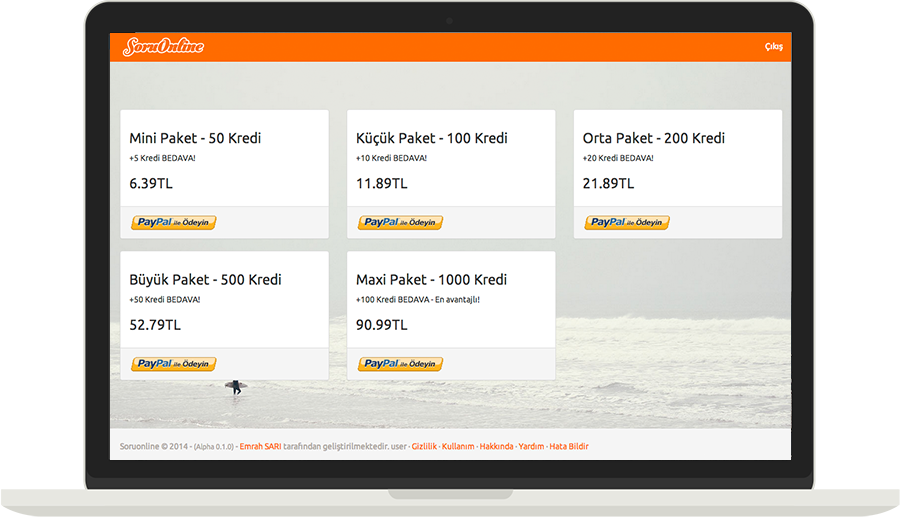 SoruOnline
Çıkış
Mini Paket - 50 Kredi
+5 Kredi BEDAVA!
6.39TL
PayPal ile Ödeyin
Küçük Paket - 100 Kredi
+10 Kredi BEDAVA!
11.89TL
PayPal ile Ödeyin
Orta Paket - 200 Kredi
+20 Kredi BEDAVA!
21.89TL
PayPal ile Ödeyin
Büyük Paket - 500 Kredi
+50 Kredi BEDAVA!
52.79TL
PayPal ile Ödeyin
Maxi Paket - 1000 Kredi
+100 Kredi BEDAVA - En avantajlı!
90.99TL
PayPal ile Ödeyin
Soruonline © 2014 - (Alpha 0.1.0) - Emrah SARI tarafından geliştirilmektedir. user · Gizlilik · Kullanım · Hakkında · Yardım · Hata Bildir